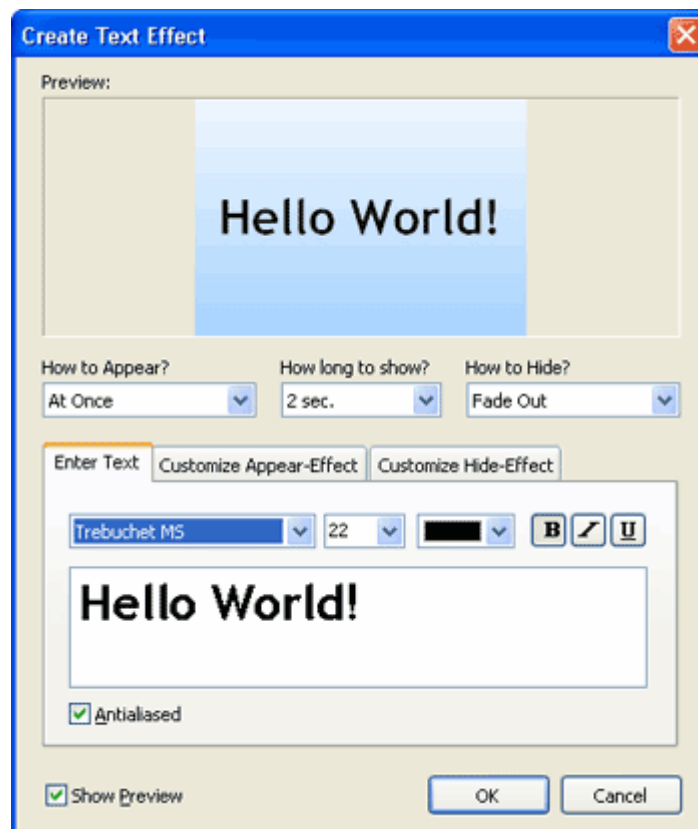 Create Text Effect
Preview:
Hello World!
How to Appear? How long to show? How to Hide?
At Once 2 sec. Fade Out
Enter Text Customize Appear-Effect Customize Hide-Effect
Trebuchet MS 22 B I U
Hello World!
Antialiased
Show Preview OK Cancel